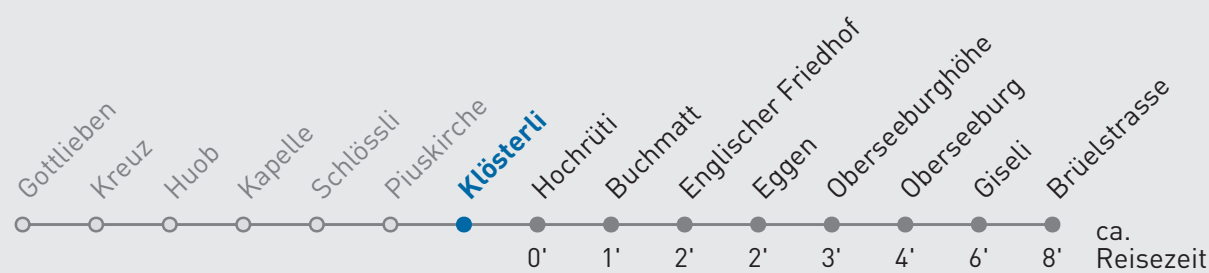 Gottlieben
Kreuz
Huob
Kapelle
Schlössli
Piuskirche
Klösterli
Hochrüti
Buchmatt
Englischer Friedhof
Eggen
Oberseeburghöhe
Oberseeburg
Giseli
Brüelstrasse
0' 1' 2' 2' 3' 4' 6' 8'
ca.
Reisezeit